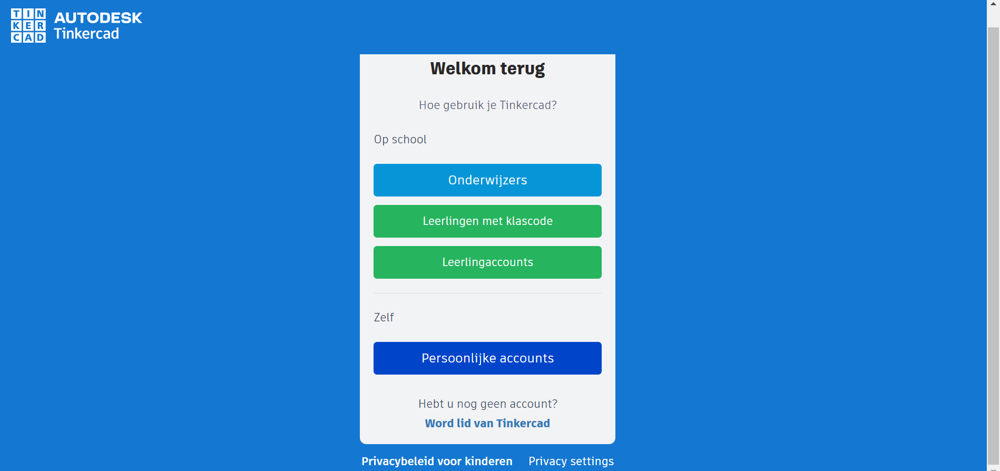 TIN
KER
CAD
AUTODESK
Tinkercad
Welkom terug
Hoe gebruik je Tinkercad?
Op school
Onderwijzers
Leerlingen met klascode
Leerlingaccounts
Zelf
Persoonlijke accounts
Hebt u nog geen account?
Word lid van Tinkercad
Privacybeleid voor kinderen Privacy settings